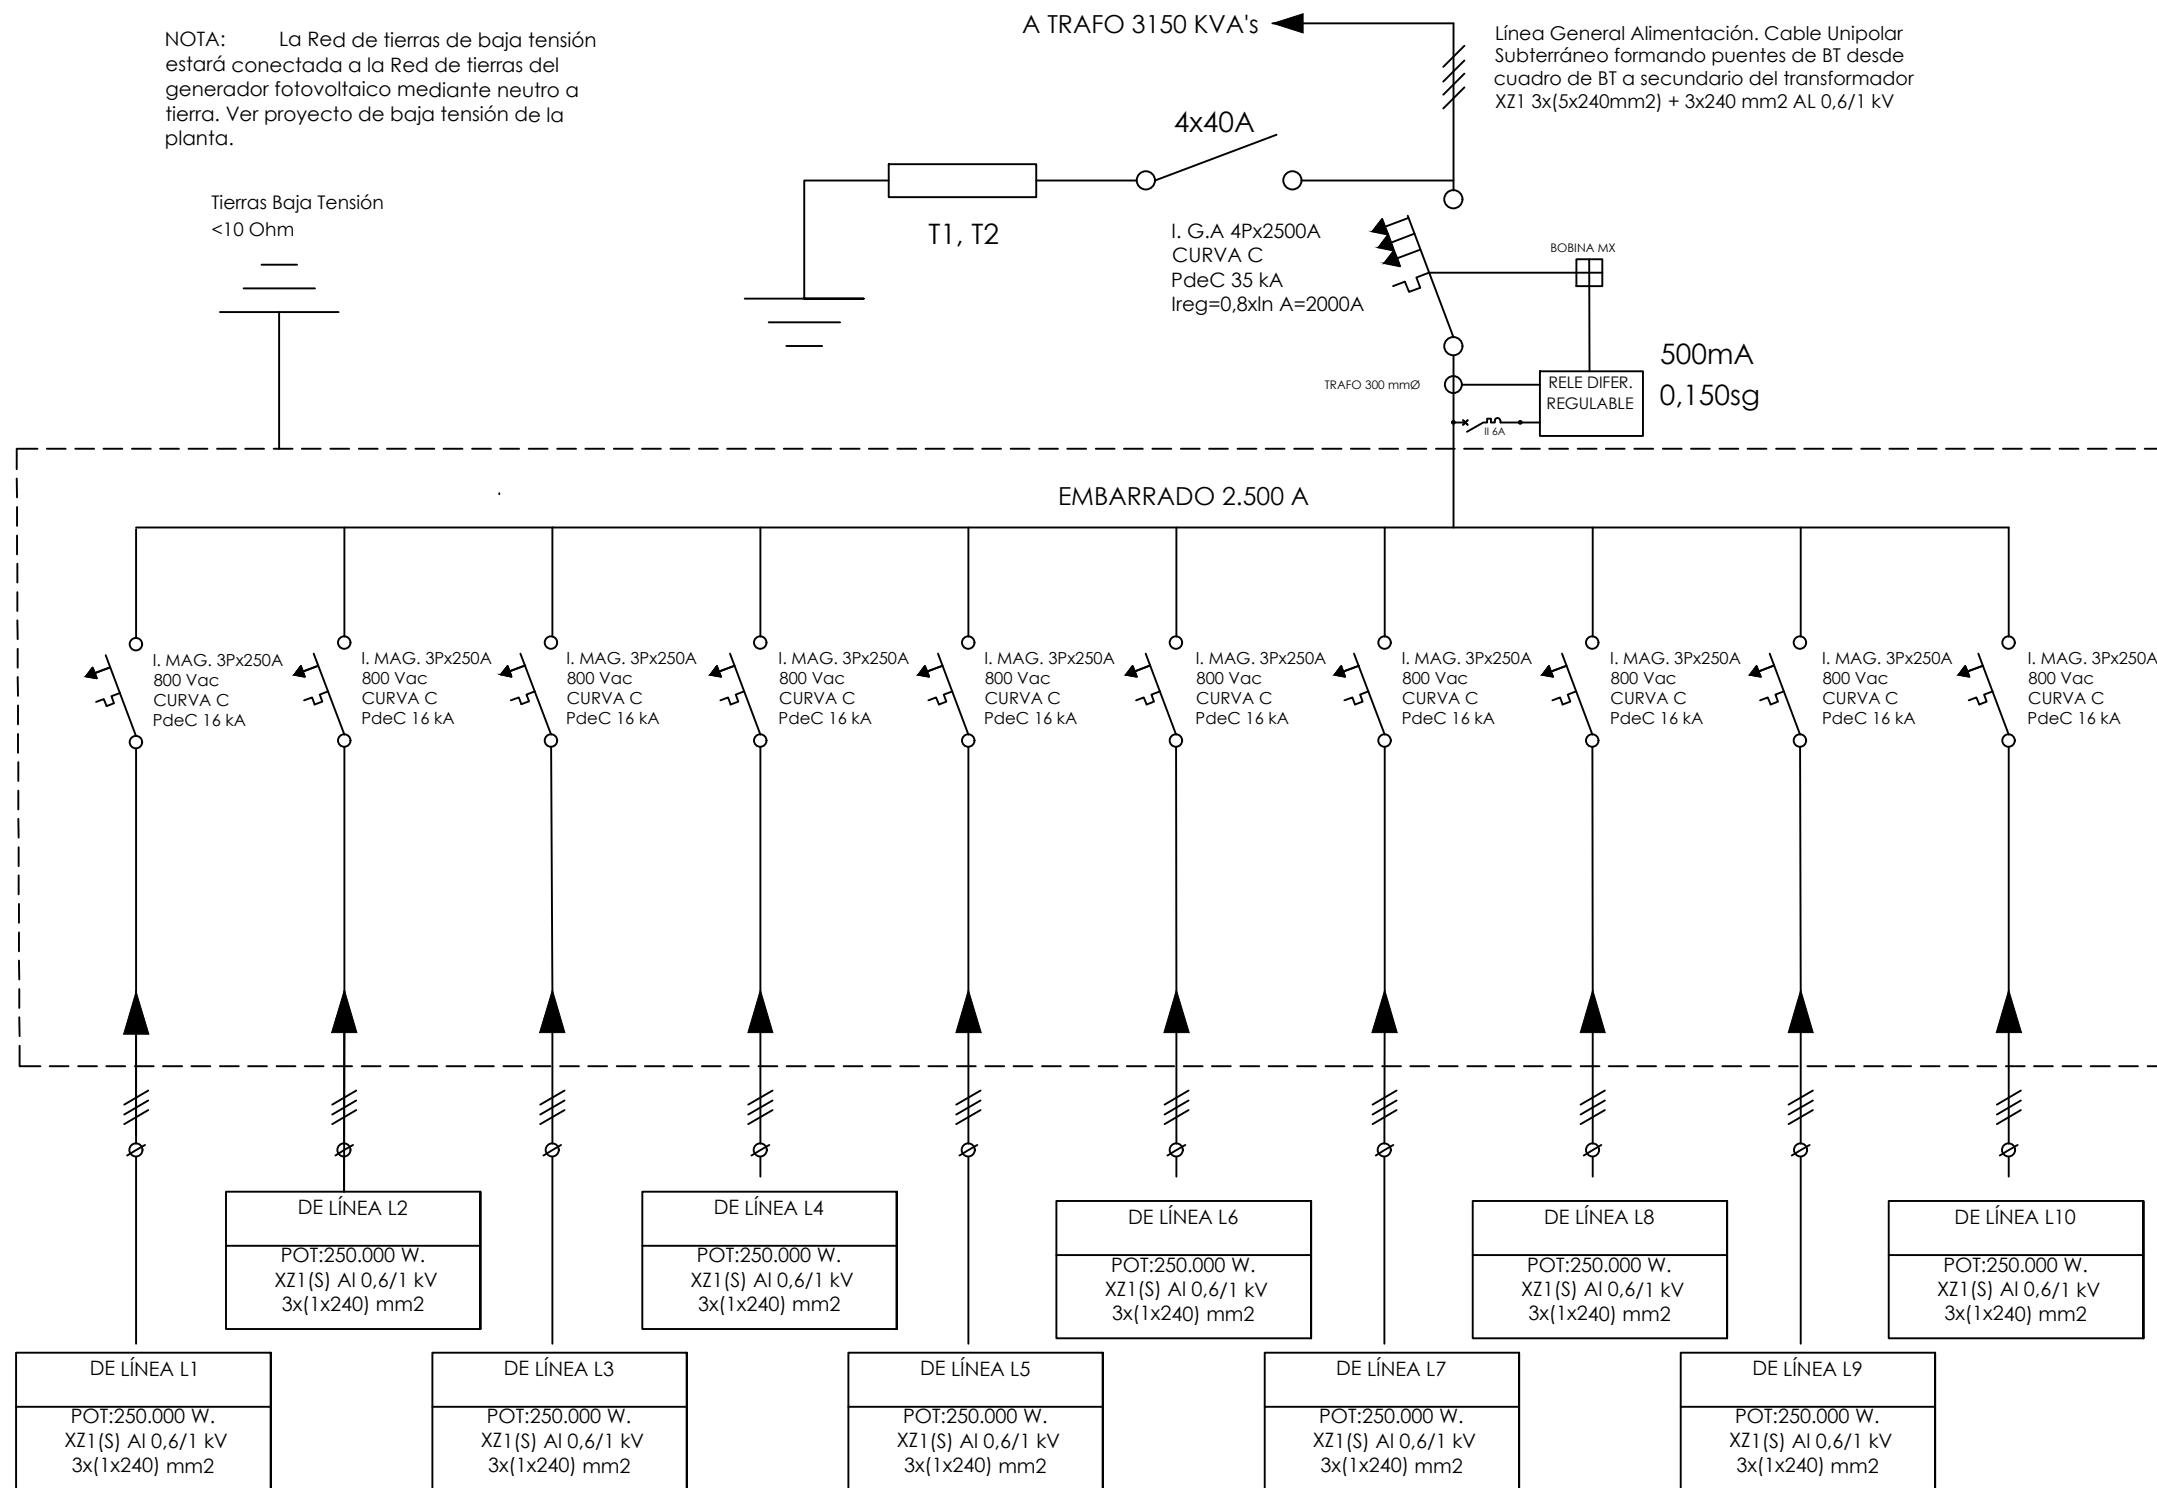 A TRAFO 3150 KVA's
NOTA: La Red de tierras de baja tensión
estará conectada a la Red de tierras del
generador fotovoltaico mediante neutro a
tierra. Ver proyecto de baja tensión de la
planta.
Línea General Alimentación. Cable Unipolar
Subterráneo formando puentes de BT desde
cuadro de BT a secundario del transformador
XZ1 3x(5x240mm2) + 3x240 mm2 AL 0,6/1 kV
4x40A
Tierras Baja Tensión
<10 Ohm
T1, T2
I. G.A 4Px2500A
CURVA C
PdeC 35 kA
Ireg=0,8xIn A=2000A
BOBINA MX
500mA
0,150sg
TRAFO 300 mmØ
RELE DIFER.
REGULABLE
II 6A
EMBARRADO 2.500 A
I. MAG. 3Px250A
800 Vac
CURVA C
PdeC 16 kA
I. MAG. 3Px250A
800 Vac
CURVA C
PdeC 16 kA
I. MAG. 3Px250A
800 Vac
CURVA C
PdeC 16 kA
I. MAG. 3Px250A
800 Vac
CURVA C
PdeC 16 kA
I. MAG. 3Px250A
800 Vac
CURVA C
PdeC 16 kA
I. MAG. 3Px250A
800 Vac
CURVA C
PdeC 16 kA
I. MAG. 3Px250A
800 Vac
CURVA C
PdeC 16 kA
I. MAG. 3Px250A
800 Vac
CURVA C
PdeC 16 kA
I. MAG. 3Px250A
800 Vac
CURVA C
PdeC 16 kA
I. MAG. 3Px250A
800 Vac
CURVA C
PdeC 16 kA
DE LÍNEA L2
POT:250.000 W.
XZ1(S) Al 0,6/1 kV
3x(1x240) mm2
DE LÍNEA L4
POT:250.000 W.
XZ1(S) Al 0,6/1 kV
3x(1x240) mm2
DE LÍNEA L6
POT:250.000 W.
XZ1(S) Al 0,6/1 kV
3x(1x240) mm2
DE LÍNEA L8
POT:250.000 W.
XZ1(S) Al 0,6/1 kV
3x(1x240) mm2
DE LÍNEA L10
POT:250.000 W.
XZ1(S) Al 0,6/1 kV
3x(1x240) mm2
DE LÍNEA L1
POT:250.000 W.
XZ1(S) Al 0,6/1 kV
3x(1x240) mm2
DE LÍNEA L3
POT:250.000 W.
XZ1(S) Al 0,6/1 kV
3x(1x240) mm2
DE LÍNEA L5
POT:250.000 W.
XZ1(S) Al 0,6/1 kV
3x(1x240) mm2
DE LÍNEA L7
POT:250.000 W.
XZ1(S) Al 0,6/1 kV
3x(1x240) mm2
DE LÍNEA L9
POT:250.000 W.
XZ1(S) Al 0,6/1 kV
3x(1x240) mm2